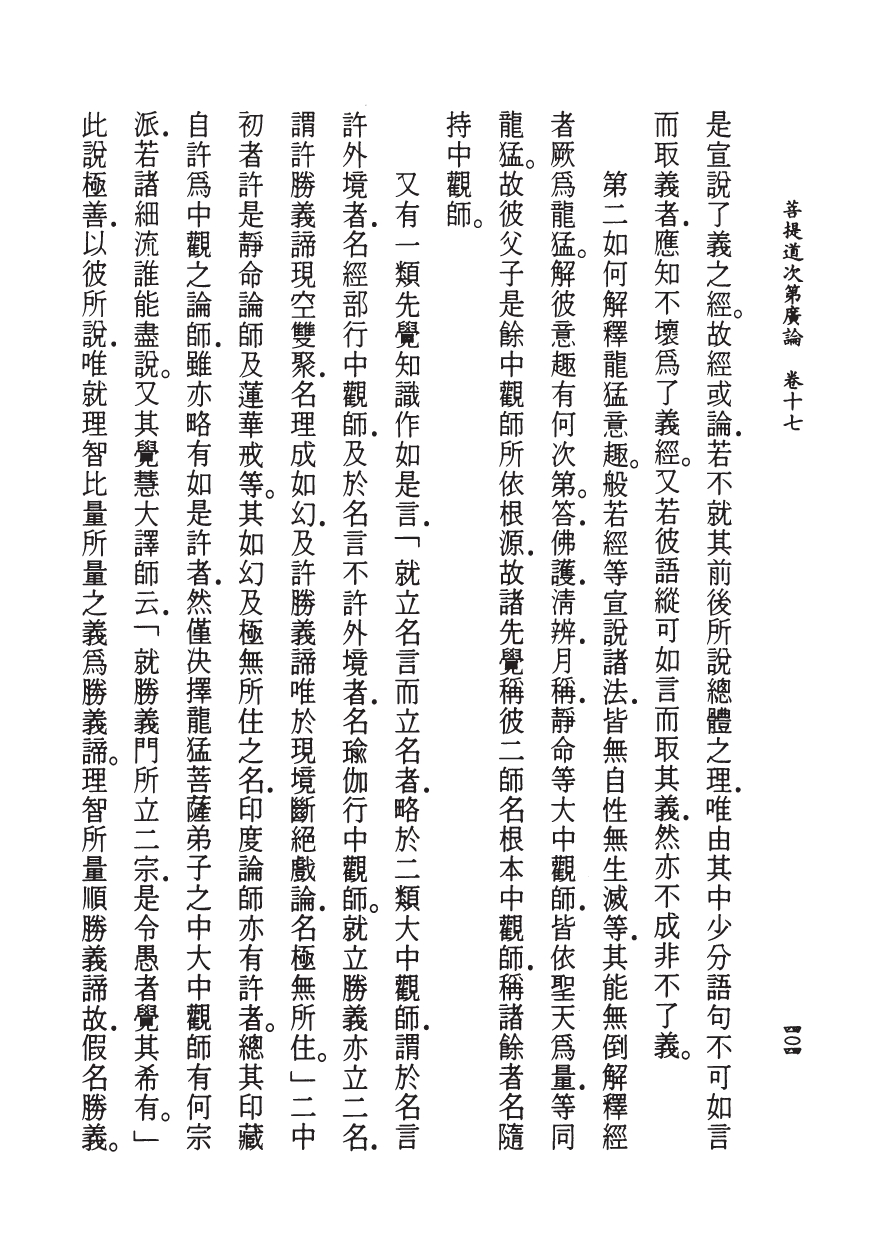 菩提道次第廣論　卷十七
四〇四
是宣說了義之經。故經或論．若不就其前後所說總體之理．唯由其中少分語句不可如言
而取義者．應知不壞爲了義經。又若彼語縱可如言而取其義．然亦不成非不了義。
第二如何解釋龍猛意趣。般若經等宣說諸法．皆無自性無生滅等．其能無倒解釋經
者厥爲龍猛。解彼意趣有何次第。答．佛護．淸辨．月稱．靜命等大中觀師．皆依聖天爲量．等同
龍猛。故彼父子是餘中觀師所依根源．故諸先覺稱彼二師名根本中觀師．稱諸餘者名隨
持中觀師。
又有一類先覺知識作如是言．「就立名言而立名者．略於二類大中觀師．謂於名言
許外境者．名經部行中觀師．及於名言不許外境者．名瑜伽行中觀師。就立勝義亦立二名．
謂許勝義諦現空雙聚．名理成如幻．及許勝義諦唯於現境斷絕戲論．名極無所住。」二中
初者許是靜命論師及蓮華戒等。其如幻及極無所住之名．印度論師亦有許者。總其印藏
自許爲中觀之論師．雖亦略有如是許者．然僅決擇龍猛菩薩弟子之中大中觀師有何宗
派．若諸細流誰能盡說。又其覺慧大譯師云．「就勝義門所立二宗．是令愚者覺其希有。」
此說極善．以彼所說．唯就理智比量所量之義爲勝義諦。理智所量順勝義諦故．假名勝義。